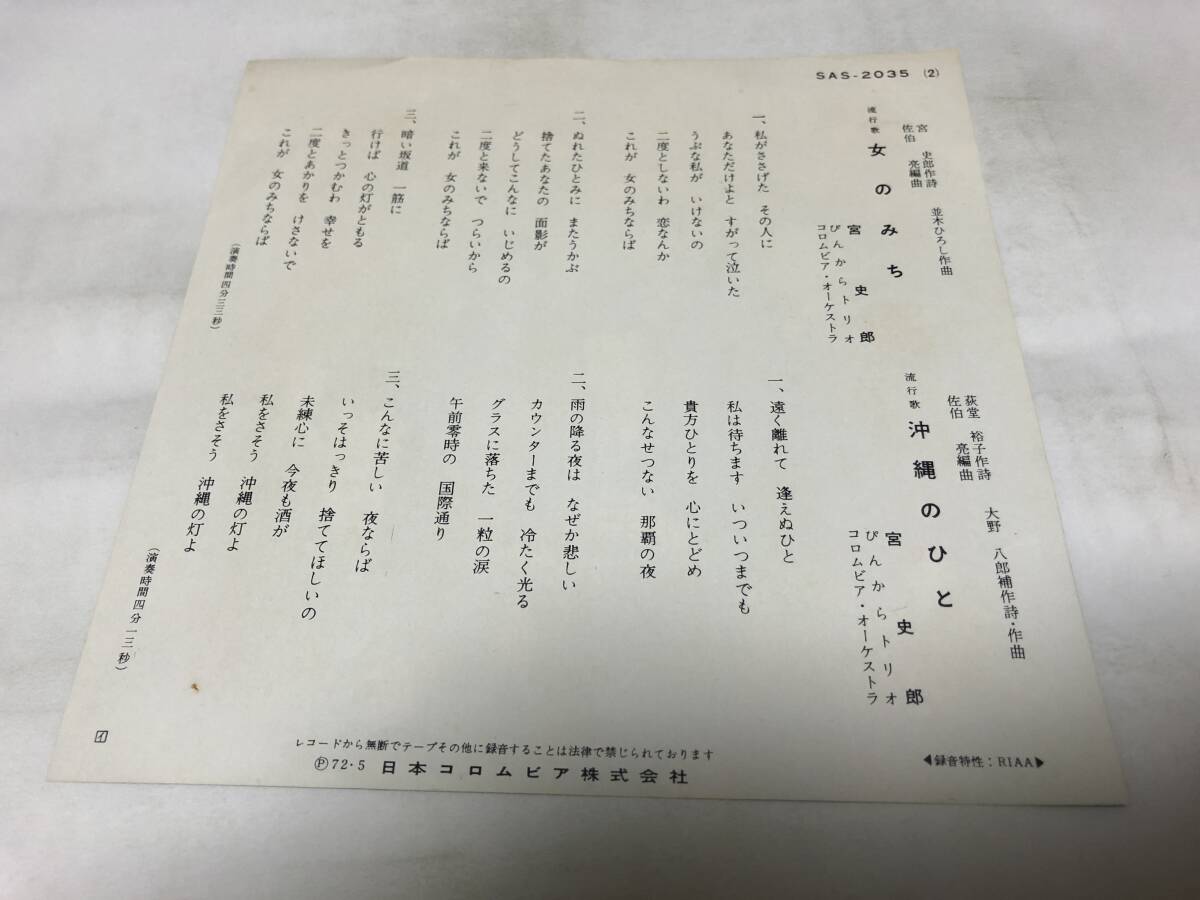 SAS-2035 (2)
宮 史郎作詩
佐伯 亮編曲
並木ひろし作曲
流行歌 女のみち
宮 史郎
ぴんからトリオ
コロムビア・オーケストラ
一、私がささげた その人に
あなただけよと すがって泣いた
うぶな私が いけないの
二度としないわ 恋なんか
これが 女のみちならば
二、ぬれたひとみに またうかぶ
捨てたあなたの 面影が
どうしてこんなに いじめるの
二度と来ないで つらいから
これが 女のみちならば
三、暗い坂道 一筋に
行けば 心の灯がともる
きっとつかむわ 幸せを
二度とあかりを けさないで
これが 女のみちならば
(演奏時間四分三三秒)
荻堂 裕子作詩
佐伯 亮編曲
大野 八郎補作詩・作曲
流行歌 沖縄のひと
宮 史郎
ぴんからトリオ
コロムビア・オーケストラ
一、遠く離れて 逢えぬひと
私は待ちます いついつまでも
貴方ひとりを 心にとどめ
こんなせつない 那覇の夜
二、雨の降る夜は なぜか悲しい
カウンターまでも 冷たく光る
グラスに落ちた 一粒の涙
午前零時の 国際通り
三、こんなに苦しい 夜ならば
いっそはっきり 捨ててほしいの
未練心に 今夜も酒が
私をさそう 沖縄の灯よ
私をさそう 沖縄の灯よ
(演奏時間四分一三秒)
レコードから無断でテープその他に録音することは法律で禁じられております
Ⓟ72・5 日本コロムビア株式会社
◀録音特性:RIAA▶
イ